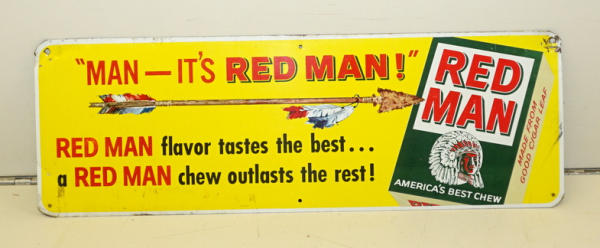 "MAN — IT'S RED MAN!"
RED MAN flavor tastes the best...
a RED MAN chew outlasts the rest!
RED
MAN
AMERICA'S BEST CHEW
MADE FROM
GOOD CIGAR LEAF